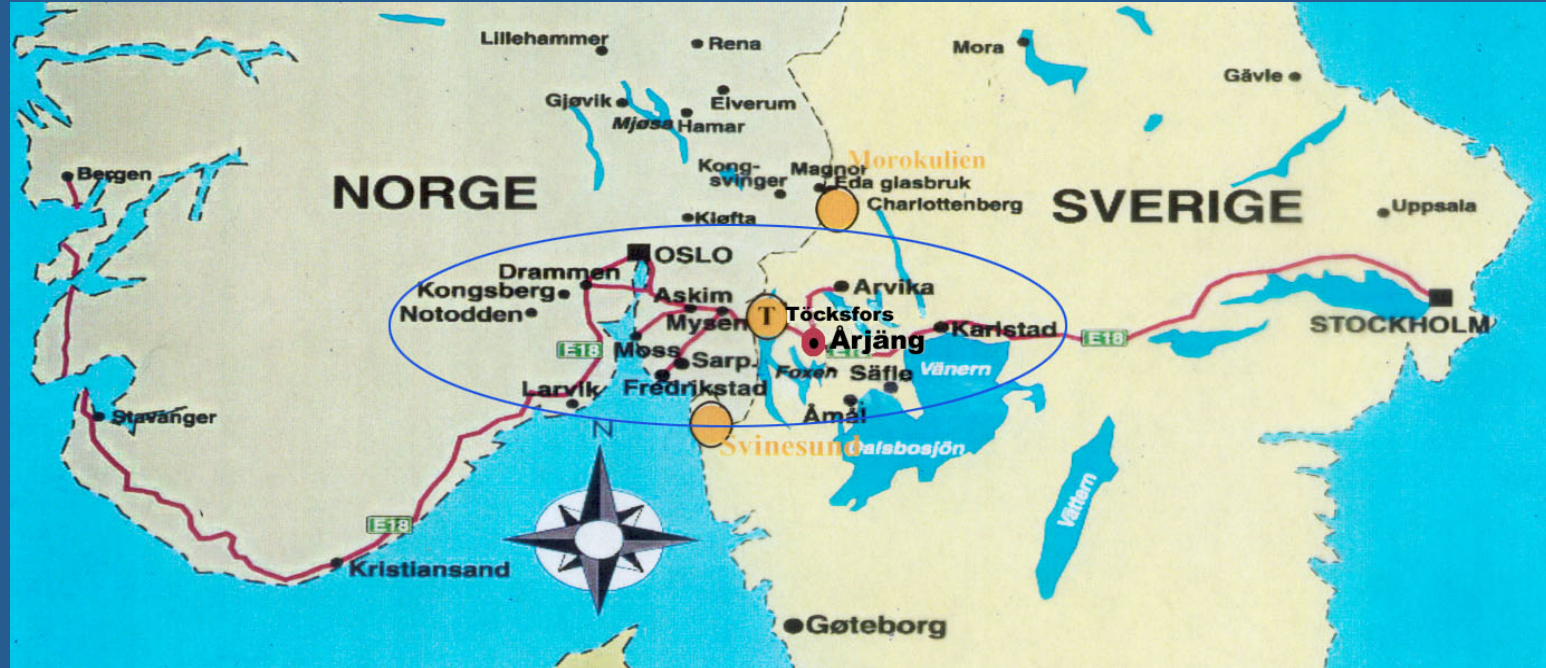 Lillehammer
Rena
Mora
Gävle
Gjøvik
Elverum
Mjøsa
Hamar
Bergen
NORGE
Kong-
svinger
Magnor
Morokulien
Eda glasbruk
Charlottenberg
SVERIGE
Uppsala
Kløfta
OSLO
Drammen
Kongsberg
Notodden
Askim
Mysen
T
Töcksfors
Arvika
Årjäng
Karlstad
E18
STOCKHOLM
E18
Moss
Sarp.
E18
Foxen
Säffle
Vänern
Larvik
Fredrikstad
Stavanger
Åmål
N
Svinesund
Dalsbosjön
Vättern
E18
Kristiansand
Gøteborg